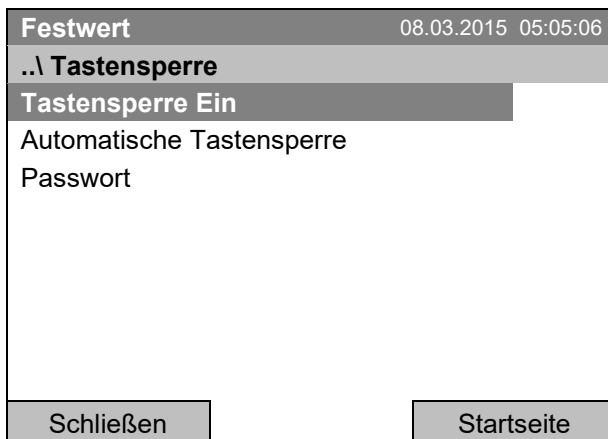 Festwert 08.03.2015 05:05:06
..\ Tastensperre
Tastensperre Ein
Automatische Tastensperre
Passwort
Schließen Startseite